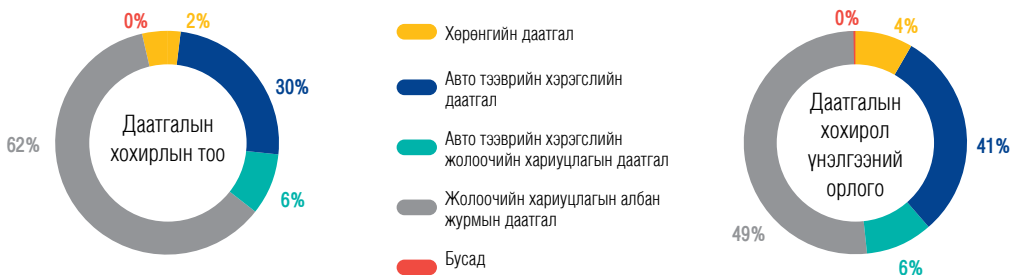 0%
2%
30%
6%
62%
Даатгалын
хохирлын тоо
Хөрөнгийн даатгал
Авто тээврийн хэрэгслийн
даатгал
Авто тээврийн хэрэгслийн
жолоочийн хариуцлагын даатгал
Жолоочийн хариуцлагын албан
журмын даатгал
Бусад
0%
4%
41%
6%
49%
Даатгалын
хохирол
үнэлгээний
орлого